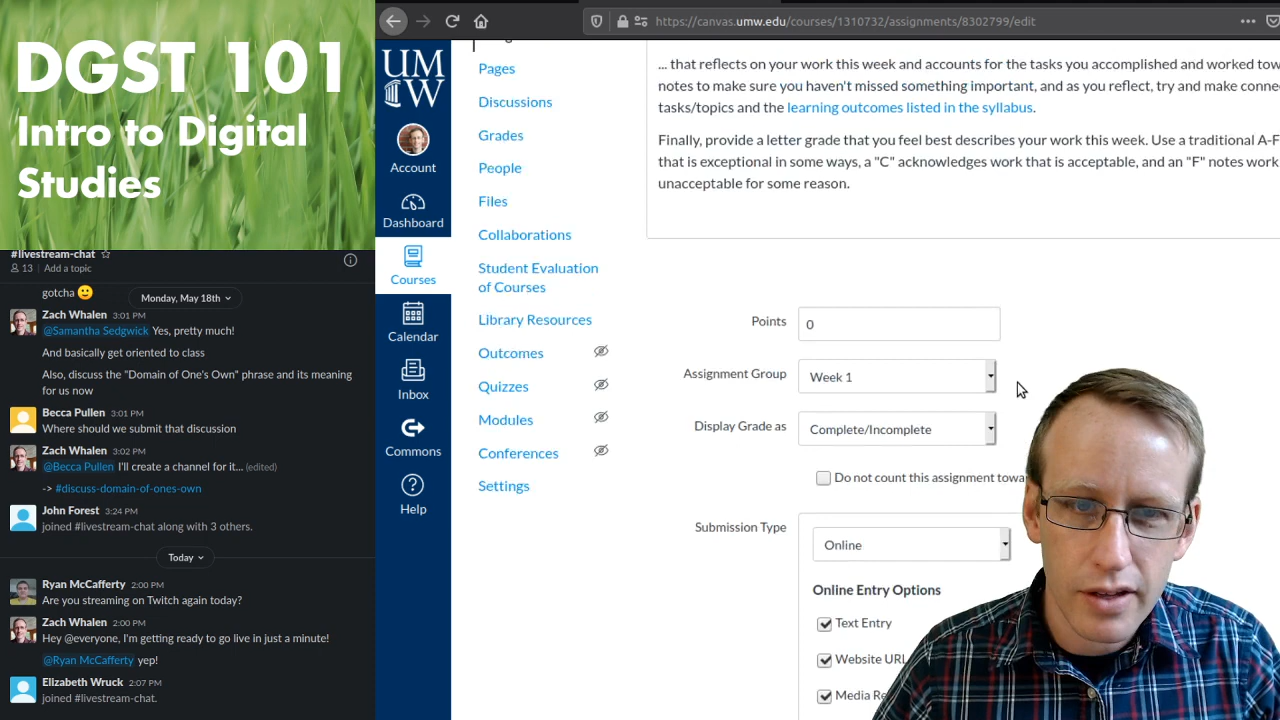 DGST 101
Intro to Digital
Studies
#livestream-chat
13 | Add a topic
gotcha
Monday, May 18th
Zach Whalen 3:01 PM
@Samantha Sedgwick Yes, pretty much!
And basically get oriented to class
Also, discuss the "Domain of One's Own" phrase and its meaning
for us now
Becca Pullen 3:01 PM
Where should we submit that discussion
Zach Whalen 3:02 PM
@Becca Pullen I'll create a channel for it... (edited)
-> #discuss-domain-of-ones-own
John Forest 3:24 PM
joined #livestream-chat along with 3 others.
Today
Ryan McCafferty 2:00 PM
Are you streaming on Twitch again today?
Zach Whalen 2:00 PM
Hey @everyone, I'm getting ready to go live in just a minute!
@Ryan McCafferty yep!
Elizabeth Wruck 2:07 PM
joined #livestream-chat.
https://canvas.umw.edu/courses/1310732/assignments/8302799/edit
UM
W
Account
Dashboard
Courses
Calendar
Inbox
Commons
Help
Pages
Discussions
Grades
People
Files
Collaborations
Student Evaluation
of Courses
Library Resources
Outcomes
Quizzes
Modules
Conferences
Settings
... that reflects on your work this week and accounts for the tasks you accomplished and worked tow
notes to make sure you haven't missed something important, and as you reflect, try and make conne
tasks/topics and the learning outcomes listed in the syllabus.
Finally, provide a letter grade that you feel best describes your work this week. Use a traditional A-F
that is exceptional in some ways, a "C" acknowledges work that is acceptable, and an "F" notes work
unacceptable for some reason.
Points 0
Assignment Group Week 1
Display Grade as Complete/Incomplete
Do not count this assignment towa
Submission Type Online
Online Entry Options
Text Entry
Website URL
Media Re